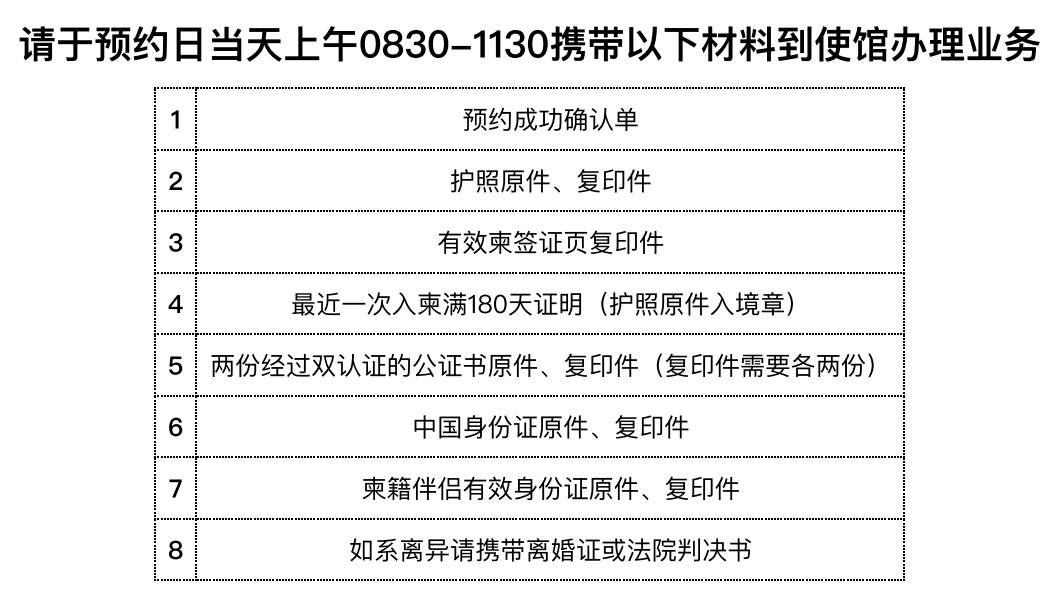 请于预约日当天上午0830-1130携带以下材料到使馆办理业务
1 预约成功确认单
2 护照原件、复印件
3 有效柬签证页复印件
4 最近一次入柬满180天证明（护照原件入境章）
5 两份经过双认证的公证书原件、复印件（复印件需要各两份）
6 中国身份证原件、复印件
7 柬籍伴侣有效身份证原件、复印件
8 如系离异请携带离婚证或法院判决书